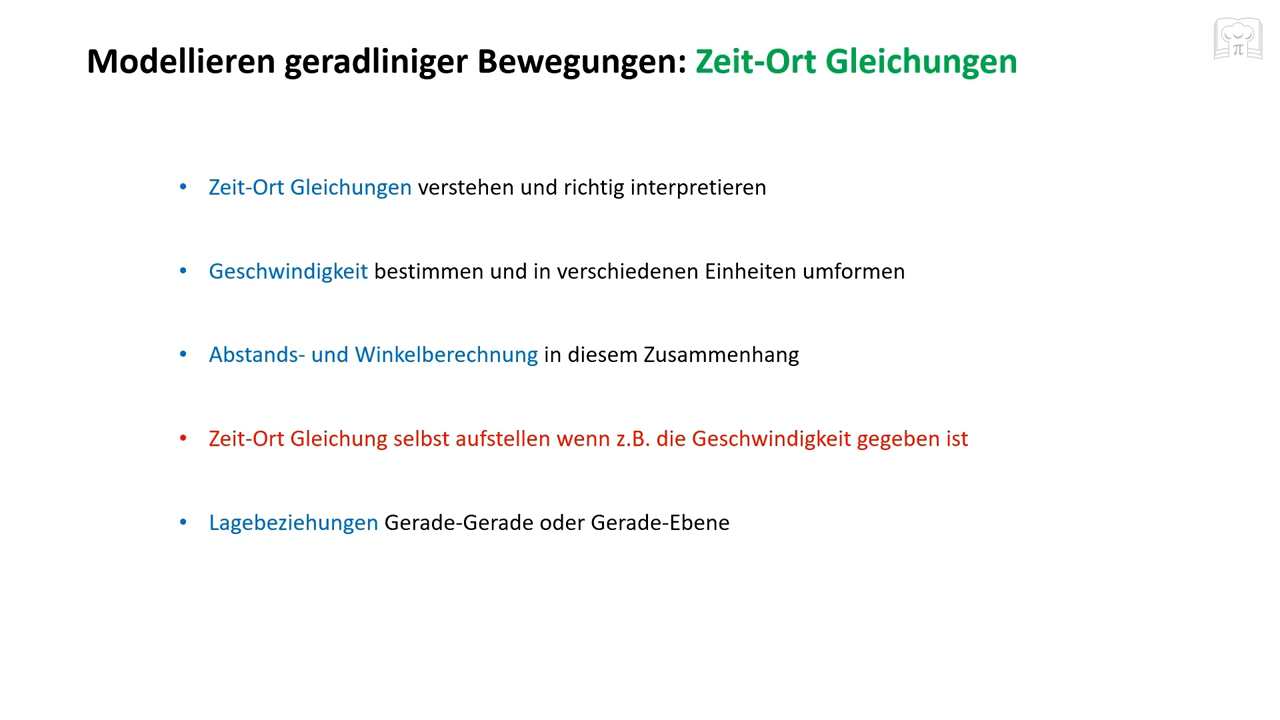 Modellieren geradliniger Bewegungen: Zeit-Ort Gleichungen
π
• Zeit-Ort Gleichungen verstehen und richtig interpretieren
• Geschwindigkeit bestimmen und in verschiedenen Einheiten umformen
• Abstands- und Winkelberechnung in diesem Zusammenhang
• Zeit-Ort Gleichung selbst aufstellen wenn z.B. die Geschwindigkeit gegeben ist
• Lagebeziehungen Gerade-Gerade oder Gerade-Ebene